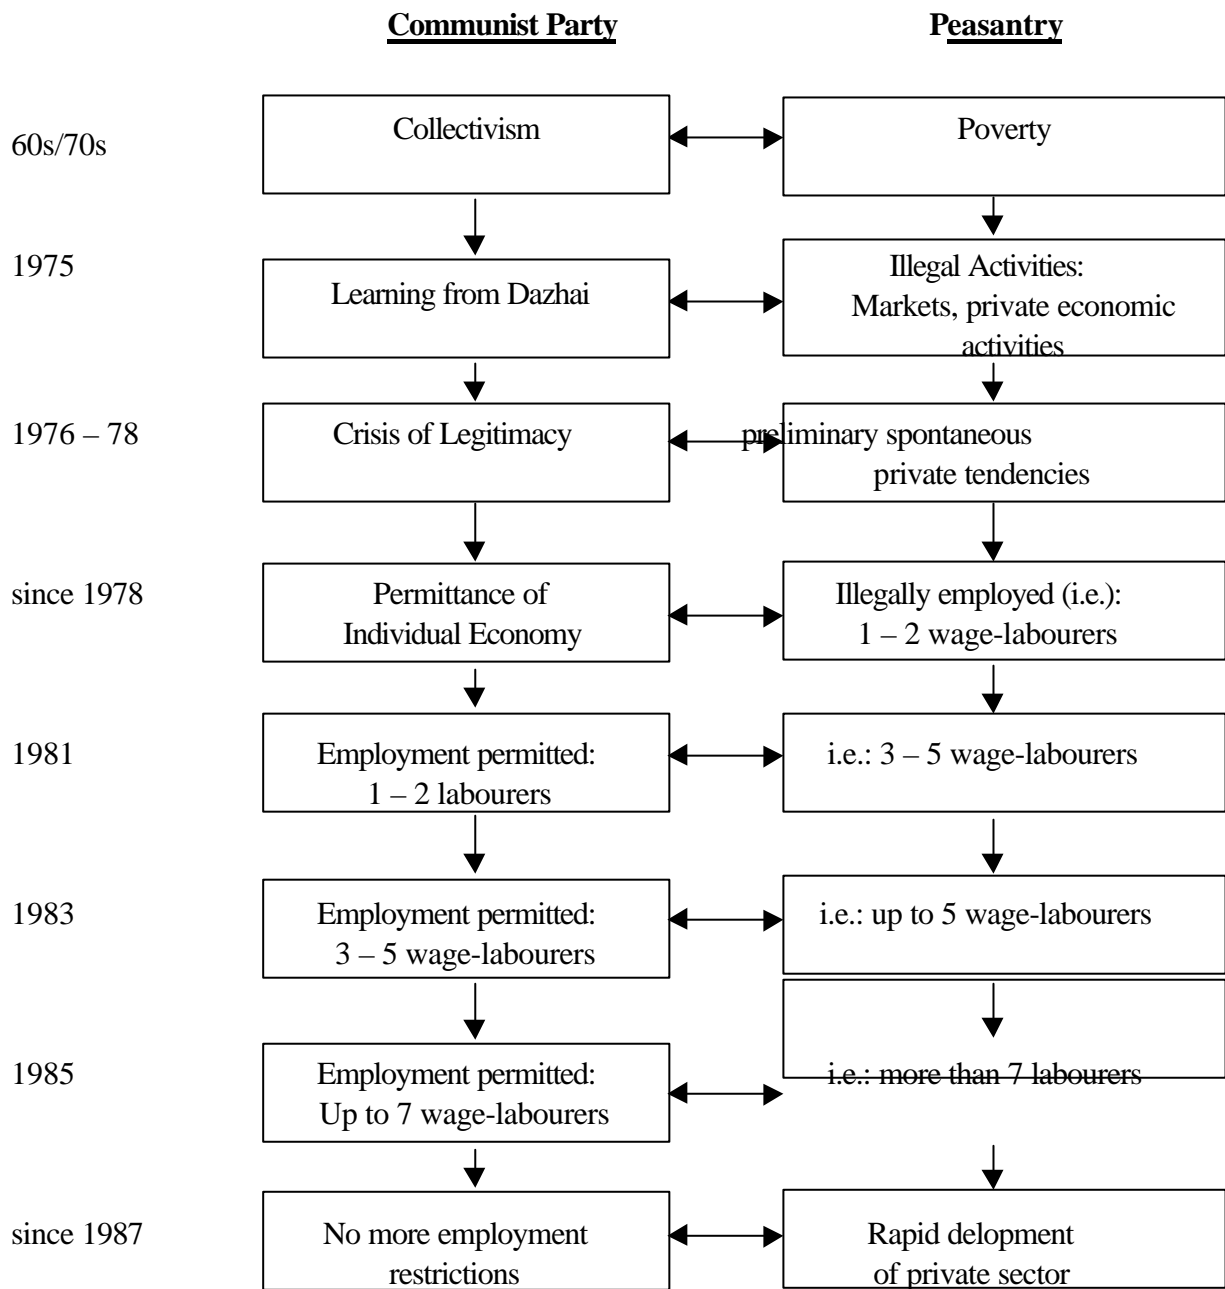 Communist Party Peasantry
60s/70s Collectivism Poverty
1975 Learning from Dazhai Illegal Activities:
Markets, private economic
activities
1976 – 78 Crisis of Legitimacy preliminary spontaneous
private tendencies
since 1978 Permittance of Illegally employed (i.e.):
Individual Economy 1 – 2 wage-labourers
1981 Employment permitted: i.e.: 3 – 5 wage-labourers
1 – 2 labourers
1983 Employment permitted: i.e.: up to 5 wage-labourers
3 – 5 wage-labourers
1985 Employment permitted: i.e.: more than 7 labourers
Up to 7 wage-labourers
since 1987 No more employment Rapid delopment
restrictions of private sector